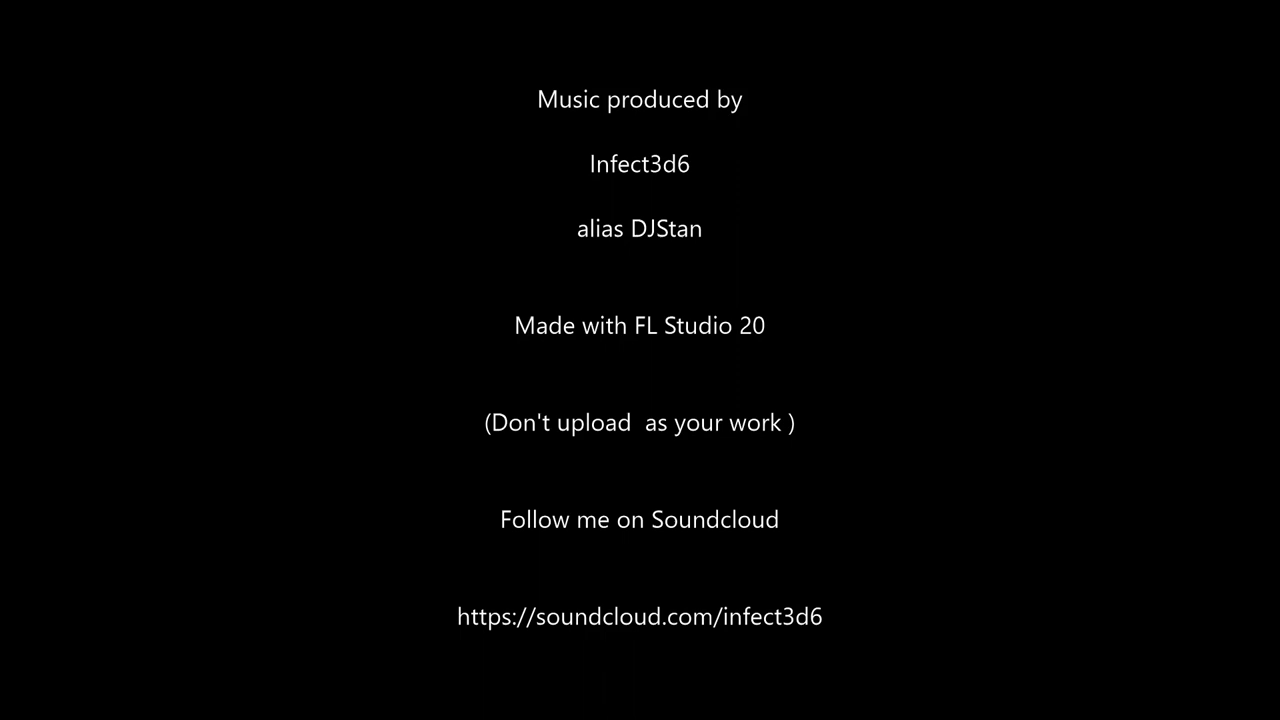 Music produced by
Infect3d6
alias DJStan
Made with FL Studio 20
(Don't upload  as your work )
Follow me on Soundcloud
https://soundcloud.com/infect3d6